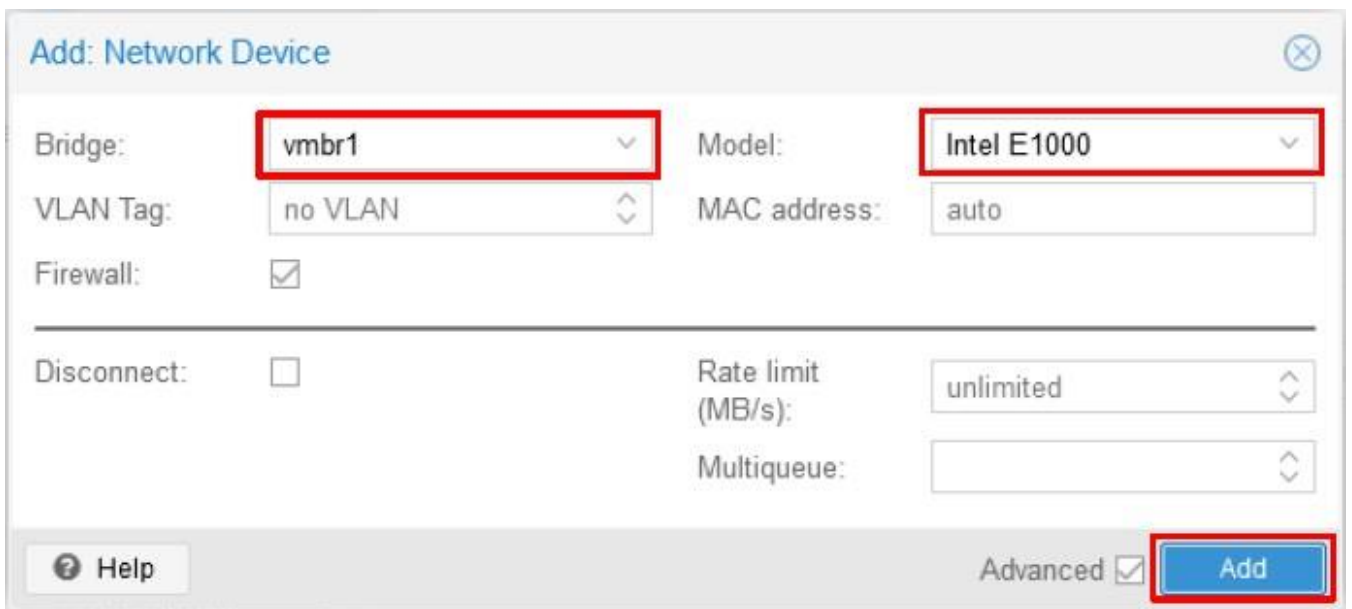 Add: Network Device
Bridge: vmbr1 Model: Intel E1000
VLAN Tag: no VLAN MAC address: auto
Firewall:
Disconnect: Rate limit (MB/s): unlimited
Multiqueue:
Help Advanced Add